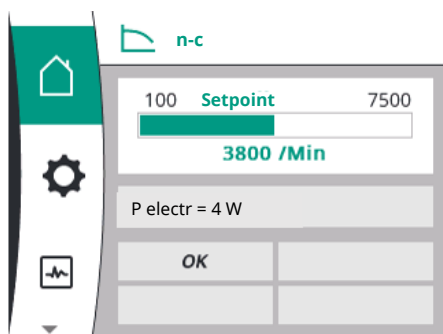 n-c
100 Setpoint 7500
3800 /Min
P electr = 4 W
OK